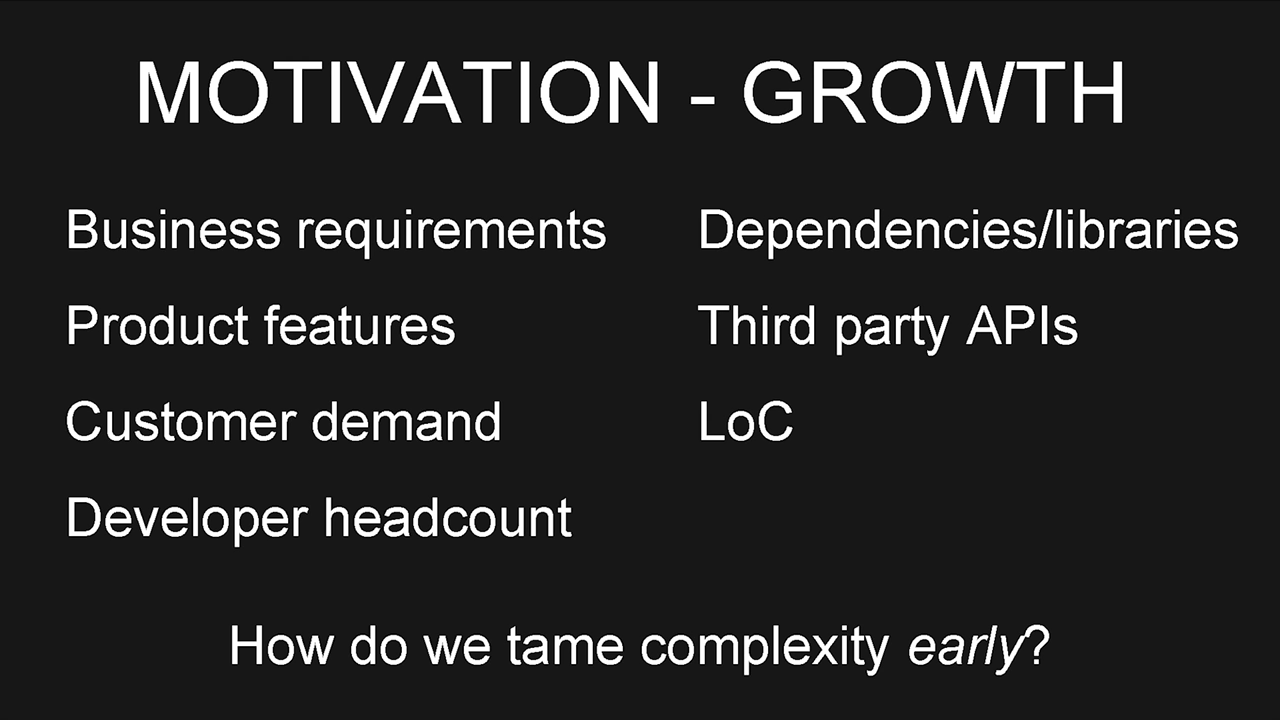 MOTIVATION - GROWTH
Business requirements
Product features
Customer demand
Developer headcount
Dependencies/libraries
Third party APIs
LoC
How do we tame complexity early?